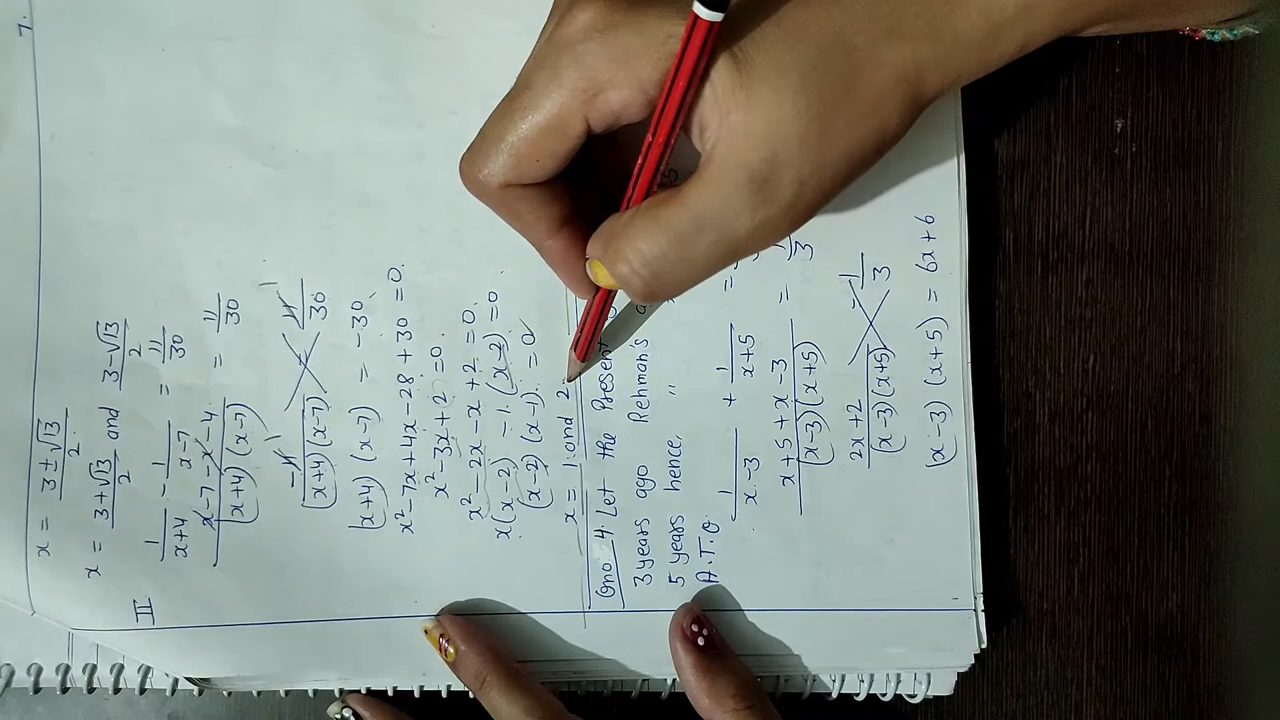 7.
x = 3±√13/2
x = 3+√13/2 and 3-√13/2
II 1/x+4 - 1/x-7 = 11/30
x-7-x-4/(x+4)(x-7) = 11/30
-11/(x+4)(x-7) = 11/30
(x+4)(x-7) = -30
x²-7x+4x-28+30=0.
x²-3x+2=0.
x²-2x-x+2=0.
x(x-2)-1.(x-2)=0.
(x-2)(x-1).=0
x= 1.and 2.
Qno 4. Let the Present
3 years ago Rehman's
5 years hence, "
A.T.Q.
1/x-3 + 1/x+5 =
x+5+x-3/(x-3)(x+5) = 1/3
2x+2/(x-3)(x+5) = 1/3
(x-3)(x+5) = 6x+6